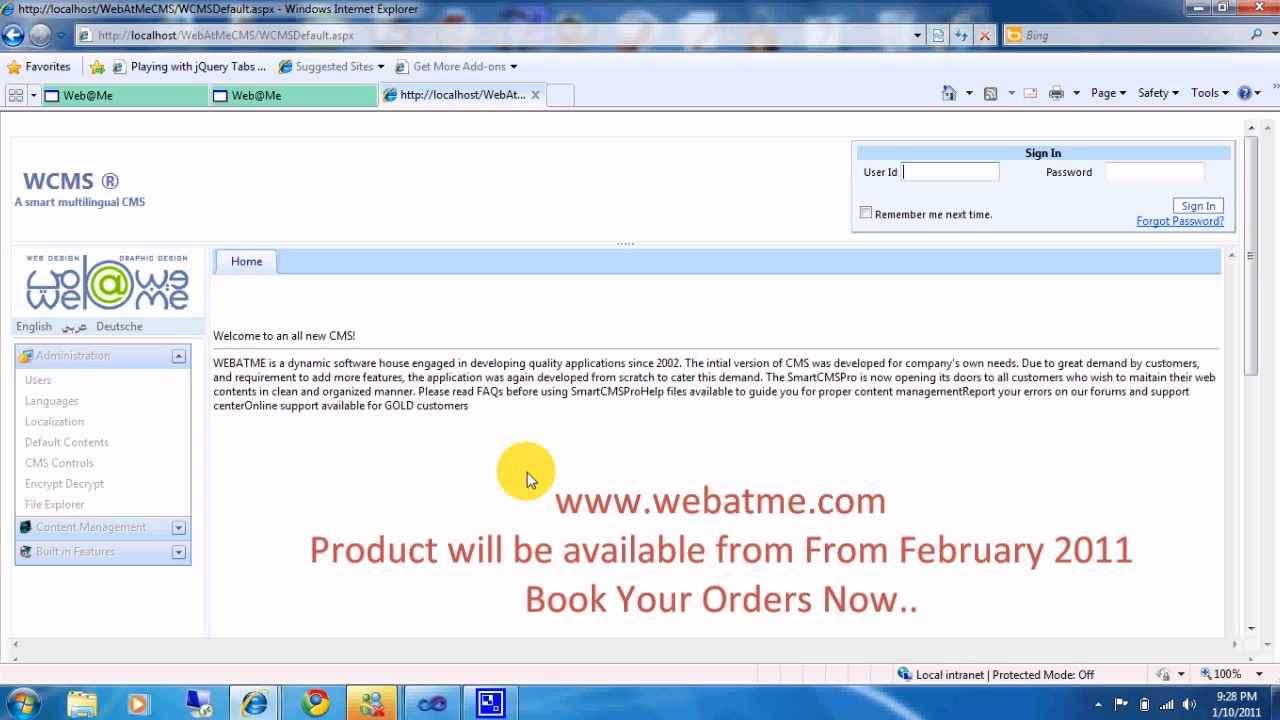 http://localhost/WebAtMeCMS/WCMSDefault.aspx - Windows Internet Explorer
http://localhost/WebAtMeCMS/WCMSDefault.aspx
Bing
Favorites
Playing with jQuery Tabs ...
Suggested Sites
Get More Add-ons
Web@Me
Web@Me
http://localhost/WebAt...
Page
Safety
Tools
WCMS ®
A smart multilingual CMS
Sign In
User Id
Password
Remember me next time.
Sign In
Forgot Password?
WEB DESIGN
GRAPHIC DESIGN
web@me
English عربي Deutsche
Administration
Users
Languages
Localization
Default Contents
CMS Controls
Encrypt Decrypt
File Explorer
Content Management
Built in Features
Home
Welcome to an all new CMS!
WEBATME is a dynamic software house engaged in developing quality applications since 2002. The intial version of CMS was developed for company's own needs. Due to great demand by customers,
and requirement to add more features, the application was again developed from scratch to cater this demand. The SmartCMSPro is now opening its doors to all customers who wish to maitain their web
contents in clean and organized manner. Please read FAQs before using SmartCMSProHelp files available to guide you for proper content managementReport your errors on our forums and support
centerOnline support available for GOLD customers
www.webatme.com
Product will be available from From February 2011
Book Your Orders Now..
Local intranet | Protected Mode: Off
100%
9:28 PM
1/10/2011